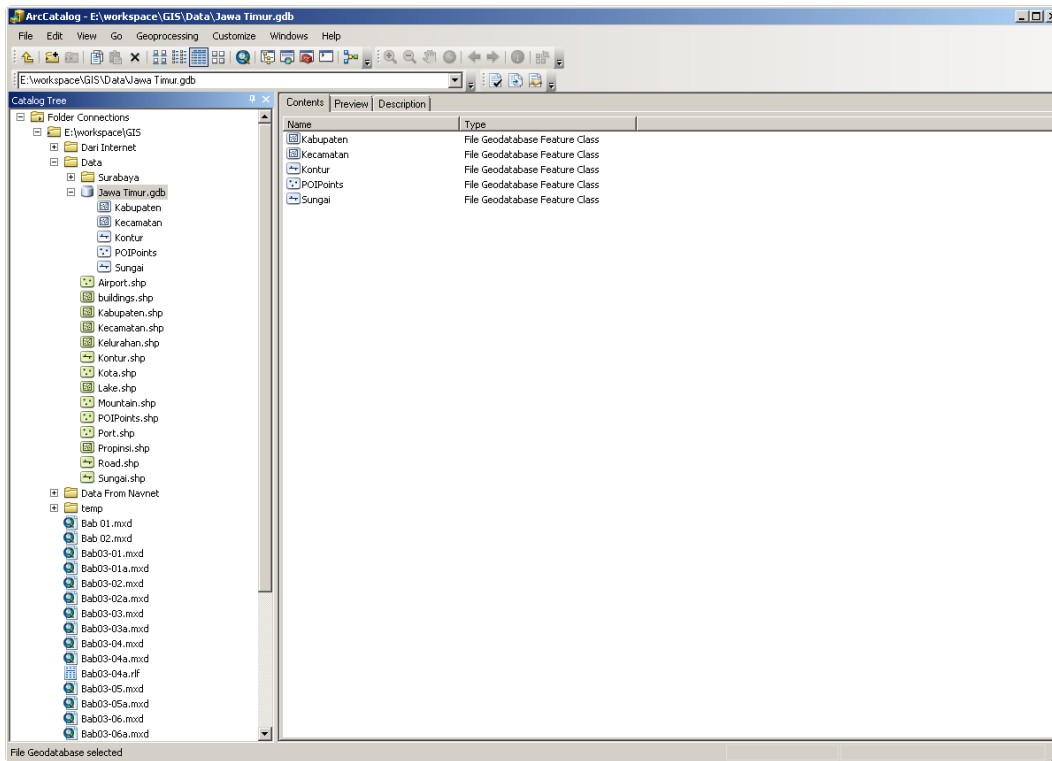 ArcCatalog - E:\workspace\GIS\Data\Jawa Timur.gdb
File Edit View Go Geoprocessing Customize Windows Help
E:\workspace\GIS\Data\Jawa Timur.gdb
Catalog Tree
Folder Connections
E:\workspace\GIS
Dari Internet
Data
Surabaya
Jawa Timur.gdb
Kabupaten
Kecamatan
Kontur
POIPoints
Sungai
Airport.shp
buildings.shp
Kabupaten.shp
Kecamatan.shp
Kelurahan.shp
Kontur.shp
Kota.shp
Lake.shp
Mountain.shp
POIPoints.shp
Port.shp
Propinsi.shp
Road.shp
Sungai.shp
Data From Navnet
temp
Bab 01.mxd
Bab 02.mxd
Bab03-01.mxd
Bab03-01a.mxd
Bab03-02.mxd
Bab03-02a.mxd
Bab03-03.mxd
Bab03-03a.mxd
Bab03-04.mxd
Bab03-04a.mxd
Bab03-04a.rlf
Bab03-05.mxd
Bab03-05a.mxd
Bab03-06.mxd
Bab03-06a.mxd
Contents Preview Description
Name Type
Kabupaten File Geodatabase Feature Class
Kecamatan File Geodatabase Feature Class
Kontur File Geodatabase Feature Class
POIPoints File Geodatabase Feature Class
Sungai File Geodatabase Feature Class
File Geodatabase selected